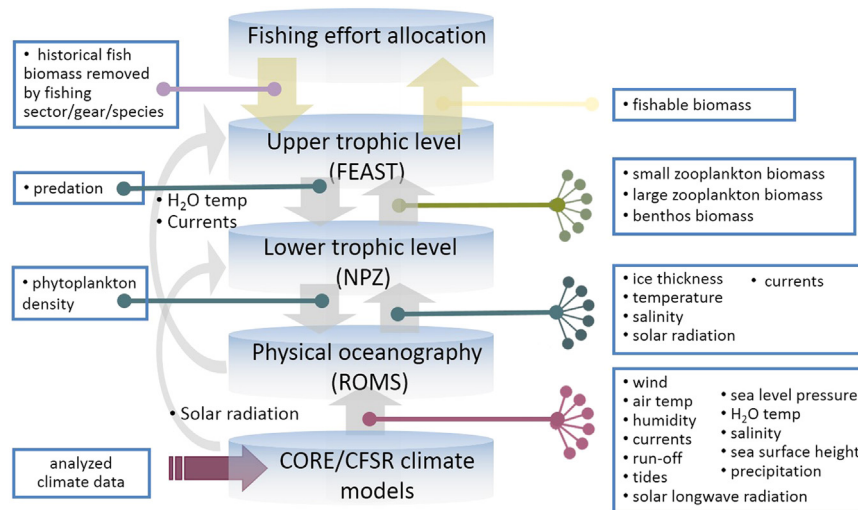 Fishing effort allocation
• historical fish
biomass removed
by fishing
sector/gear/species
• fishable biomass
Upper trophic level
(FEAST)
• predation
• H₂O temp
• Currents
• small zooplankton biomass
• large zooplankton biomass
• benthos biomass
Lower trophic level
(NPZ)
• phytoplankton
density
• ice thickness
• temperature
• salinity
• solar radiation
• currents
Physical oceanography
(ROMS)
• Solar radiation
• wind
• air temp
• humidity
• currents
• run-off
• tides
• solar longwave radiation
• sea level pressure
• H₂O temp
• salinity
• sea surface height
• precipitation
analyzed
climate data
CORE/CFSR climate
models